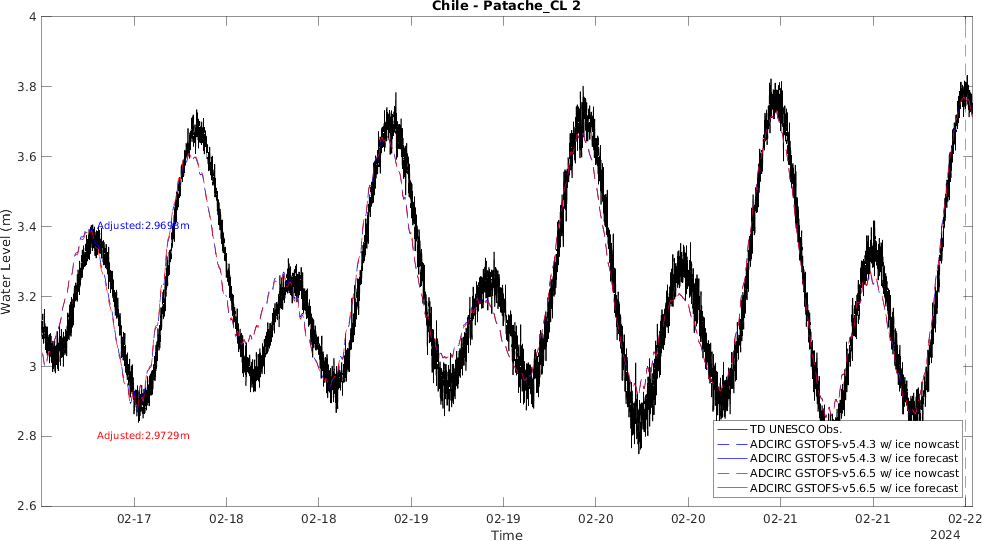 Chile - Patache_CL 2
4
3.8
3.6
3.4
3.2
3
2.8
2.6
Water Level (m)
Adjusted:2.9693m
Adjusted:2.9729m
TD UNESCO Obs.
ADCIRC GSTOFS-v5.4.3 w/ ice nowcast
ADCIRC GSTOFS-v5.4.3 w/ ice forecast
ADCIRC GSTOFS-v5.6.5 w/ ice nowcast
ADCIRC GSTOFS-v5.6.5 w/ ice forecast
02-17 02-18 02-18 02-19 02-19 02-20 02-20 02-21 02-21 02-22
Time
2024